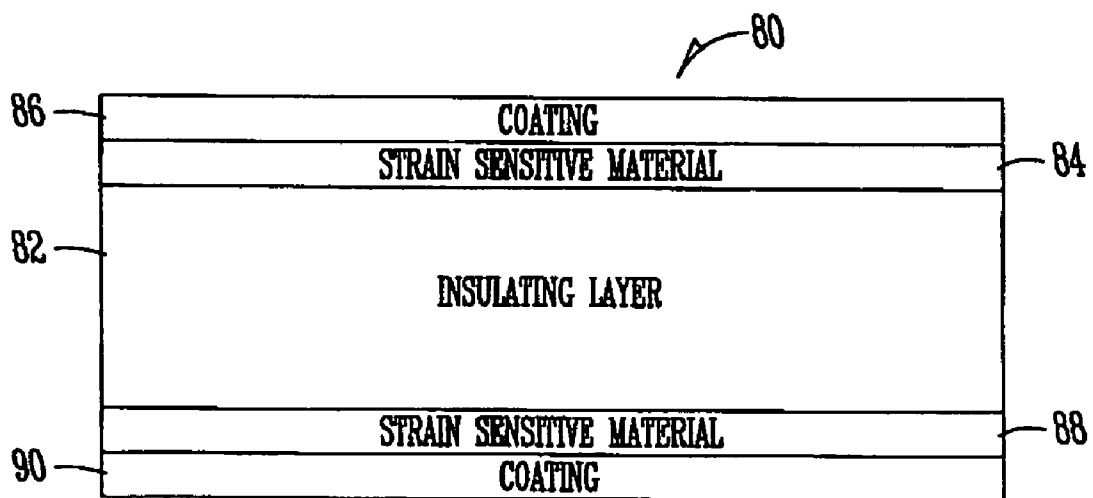 80
86
COATING
STRAIN SENSITIVE MATERIAL
84
82
INSULATING LAYER
STRAIN SENSITIVE MATERIAL
88
90
COATING